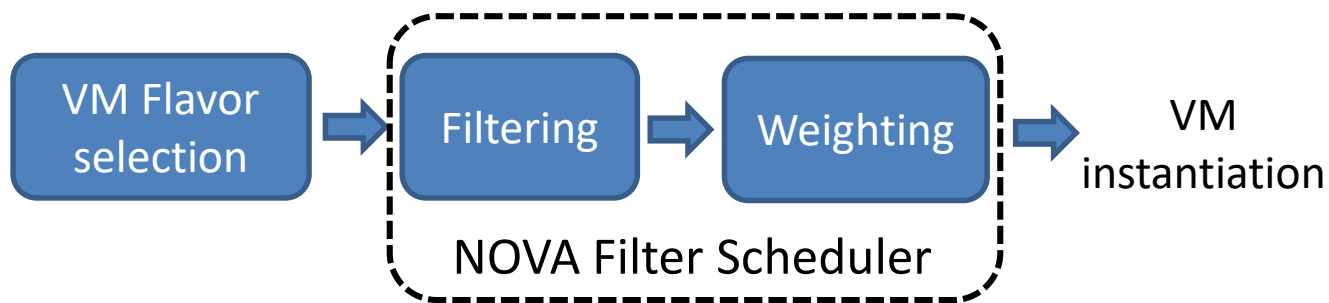 VM Flavor
selection
Filtering
Weighting
VM
instantiation
NOVA Filter Scheduler